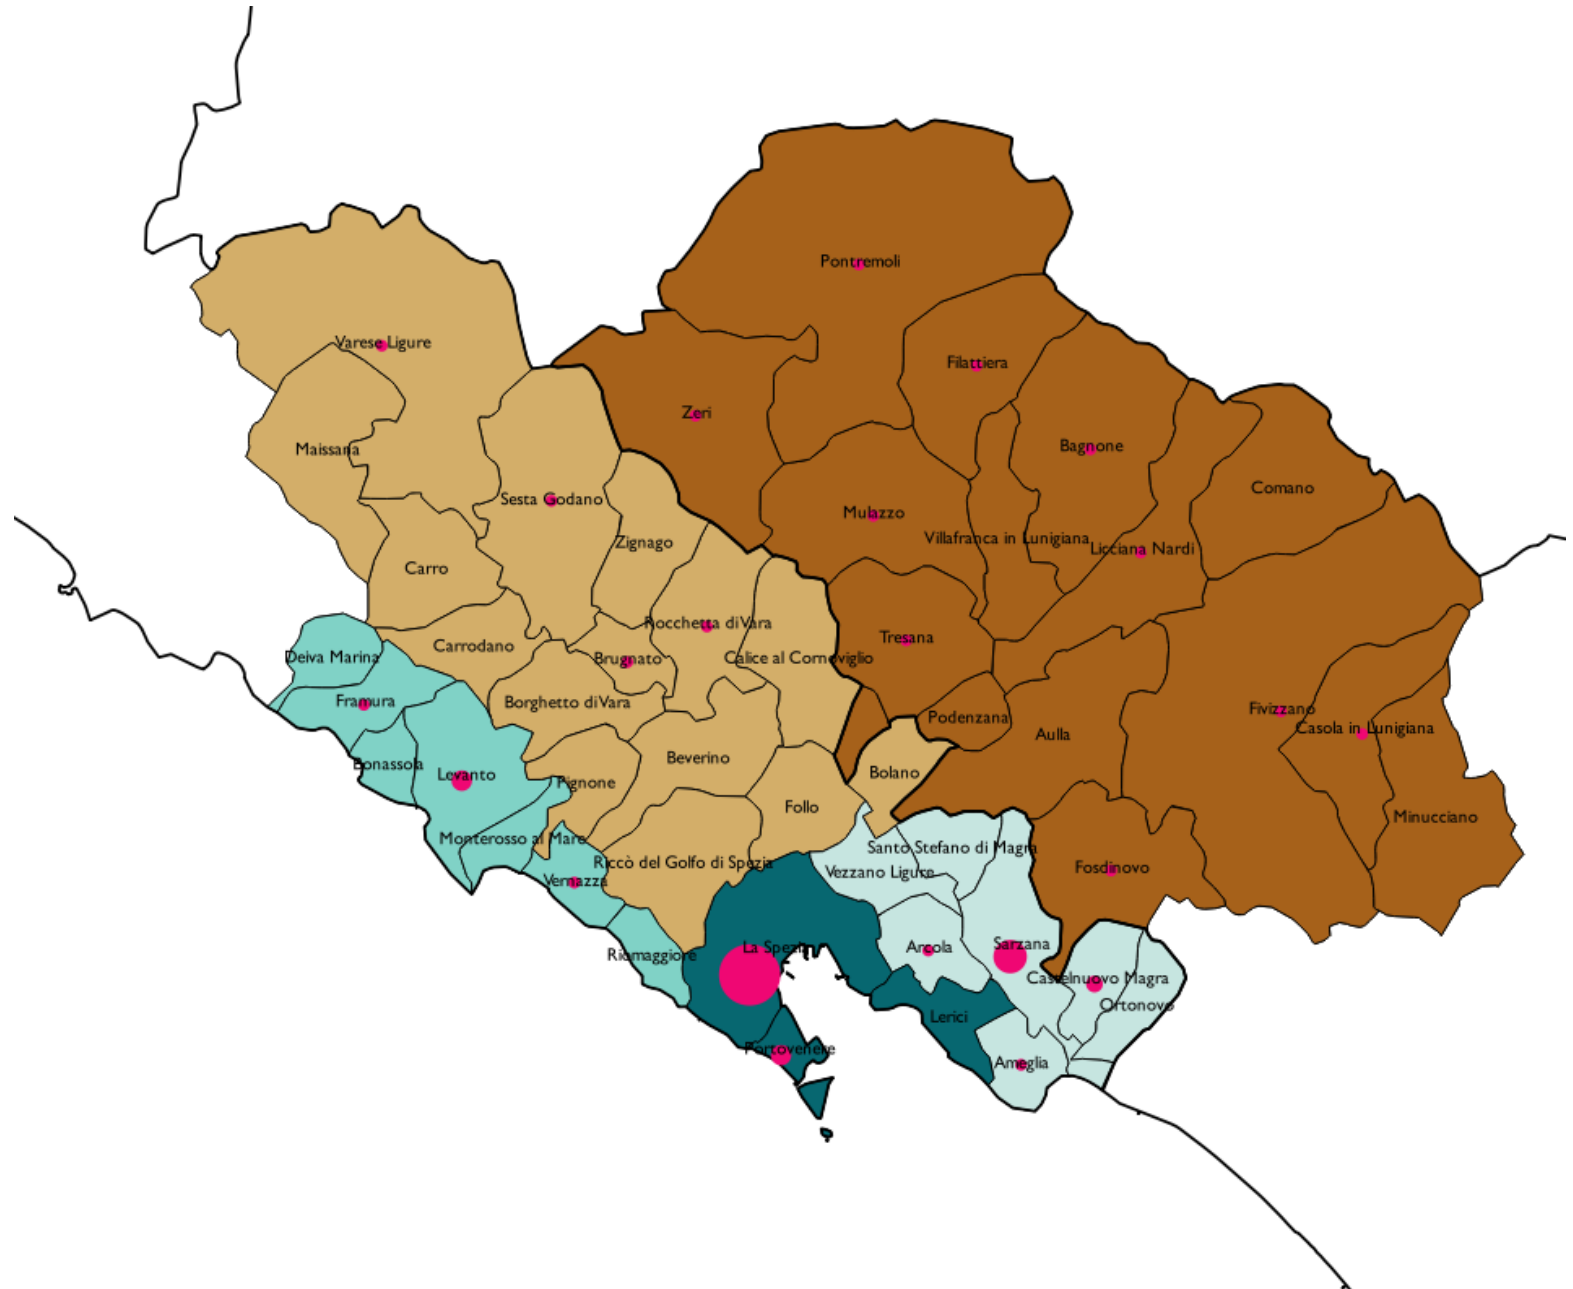 Pontremoli
Varese Ligure
Filattiera
Zeri
Maissana
Bagnone
Comano
Sesta Godano
Mulazzo
Zignago
Villafranca in Lunigiana
Licciana Nardi
Carro
Rocchetta di Vara
Tresana
Carrodano
Deiva Marina
Brugnato
Calice al Cornoviglio
Framura
Borghetto di Vara
Podenzana
Fivizzano
Casola in Lunigiana
Aulla
Bonassola
Levanto
Beverino
Bolano
Pignone
Follo
Minucciano
Monterosso al Mare
Santo Stefano di Magra
Riccò del Golfo di Spezia
Vezzano Ligure
Fosdinovo
Vernazza
La Spezia
Arcola
Sarzana
Riomaggiore
Castelnuovo Magra
Ortonovo
Lerici
Portovenere
Ameglia